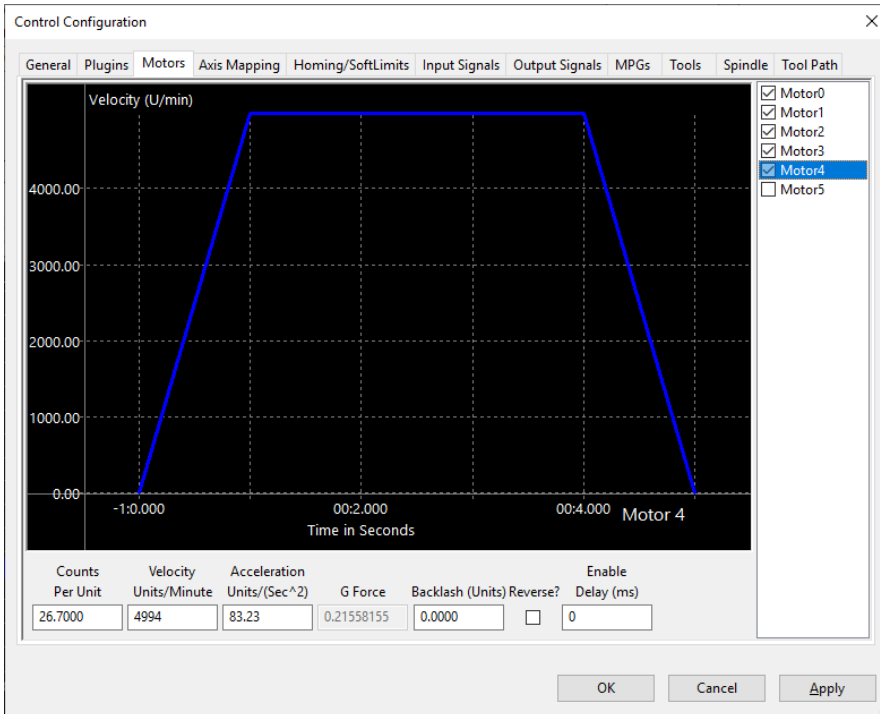 Control Configuration
General Plugins Motors Axis Mapping Homing/SoftLimits Input Signals Output Signals MPGs Tools Spindle Tool Path
Velocity (U/min)
4000.00
3000.00
2000.00
1000.00
0.00
-1:0.000 00:2.000 00:4.000 Motor 4
Time in Seconds
Motor0
Motor1
Motor2
Motor3
Motor4
Motor5
Counts Velocity Acceleration Enable
Per Unit Units/Minute Units/(Sec^2) G Force Backlash (Units) Reverse? Delay (ms)
26.7000 4994 83.23 0.21558155 0.0000 0
OK Cancel Apply